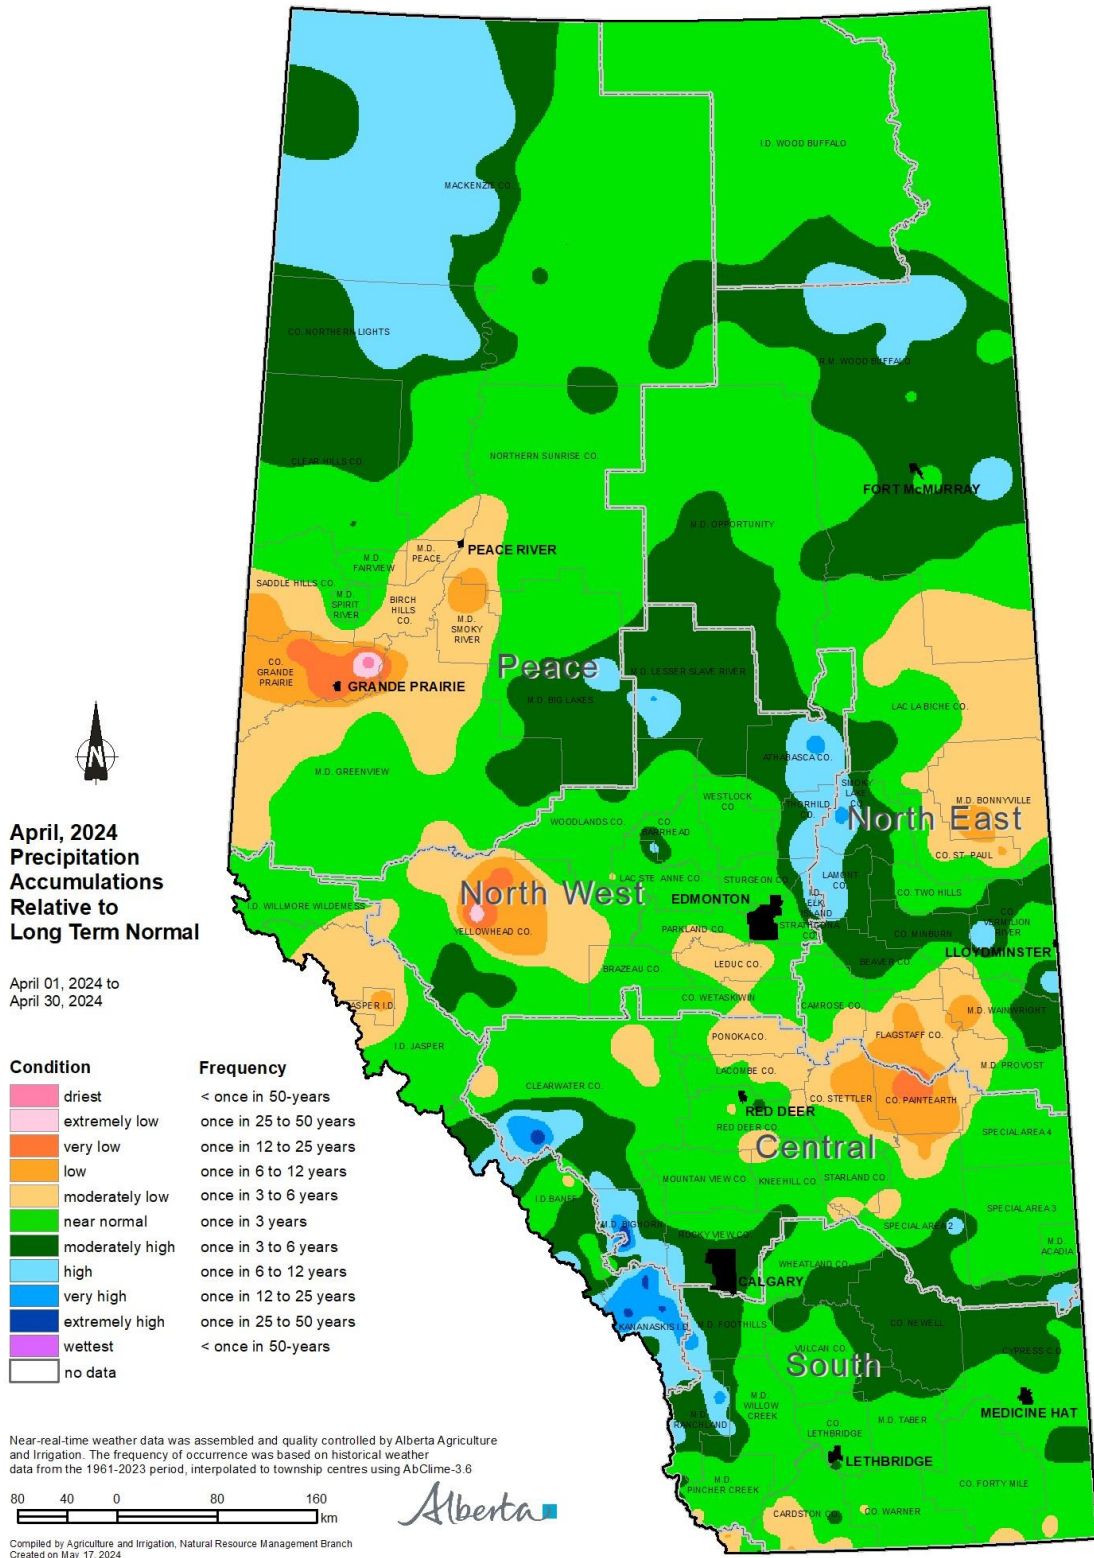 I.D. WOOD BUFFALO
MACKENZIE CO.
CO. NORTHERN LIGHTS
R.M. WOOD BUFFALO
CLEAR HILLS CO.
NORTHERN SUNRISE CO.
FORT McMURRAY
M.D. OPPORTUNITY
M.D.
PEACE
PEACE RIVER
M.D.
FAIRVIEW
SADDLE HILLS CO.
M.D.
SPIRIT
RIVER
BIRCH
HILLS
CO.
M.D.
SMOKY
RIVER
CO.
GRANDE
PRAIRIE
GRANDE PRAIRIE
Peace
M.D. LESSER SLAVE RIVER
M.D. BIG LAKES
LAC LA BICHE CO.
M.D. GREENVIEW
ATHABASCA CO.
WESTLOCK
CO.
THORHILD
CO.
SMOKY
LAKE
CO.
M.D. BONNYVILLE
North East
WOODLANDS CO.
CO.
BARRHEAD
CO. ST. PAUL
LAC STE. ANNE CO.
STURGEON CO.
LAMONT
CO.
CO. TWO HILLS
North West
I.D. WILLMORE WILDERNESS
EDMONTON
I.D.
ELK
ISLAND
STRATHCONA
CO.
YELLOWHEAD CO.
PARKLAND CO.
CO. MINBURN
CO.
VERMILION
RIVER
LLOYDMINSTER
BRAZEAU CO.
LEDUC CO.
BEAVER CO.
CO. WETASKIWIN
CAMROSE CO.
M.D. WAINWRIGHT
JASPER I.D.
I.D. JASPER
FLAGSTAFF CO.
PONOKA CO.
M.D. PROVOST
LACOMBE CO.
CLEARWATER CO.
CO. STETTLER
CO. PAINTEARTH
RED DEER
RED DEER CO.
SPECIAL AREA 4
Central
MOUNTAIN VIEW CO.
KNEEHILL CO.
STARLAND CO.
I.D. BANFF
SPECIAL AREA 3
M.D. BIGHORN
SPECIAL AREA 2
ROCKY VIEW CO.
M.D.
ACADIA
WHEATLAND CO.
CALGARY
KANANASKIS I.D.
M.D. FOOTHILLS
CO. NEWELL
VULCAN CO.
CYPRESS CO.
South
M.D.
WILLOW
CREEK
MEDICINE HAT
M.D.
RANCHLAND
CO.
LETHBRIDGE
M.D. TABER
LETHBRIDGE
M.D.
PINCHER CREEK
CO. FORTY MILE
CARDSTON CO.
CO. WARNER
N
April, 2024
Precipitation
Accumulations
Relative to
Long Term Normal
April 01, 2024 to
April 30, 2024
Condition Frequency
driest < once in 50-years
extremely low once in 25 to 50 years
very low once in 12 to 25 years
low once in 6 to 12 years
moderately low once in 3 to 6 years
near normal once in 3 years
moderately high once in 3 to 6 years
high once in 6 to 12 years
very high once in 12 to 25 years
extremely high once in 25 to 50 years
wettest < once in 50-years
no data
Near-real-time weather data was assembled and quality controlled by Alberta Agriculture
and Irrigation. The frequency of occurrence was based on historical weather
data from the 1961-2023 period, interpolated to township centres using AbClime-3.6
80 40 0 80 160
km
Alberta
Compiled by Agriculture and Irrigation, Natural Resource Management Branch
Created on May 17, 2024